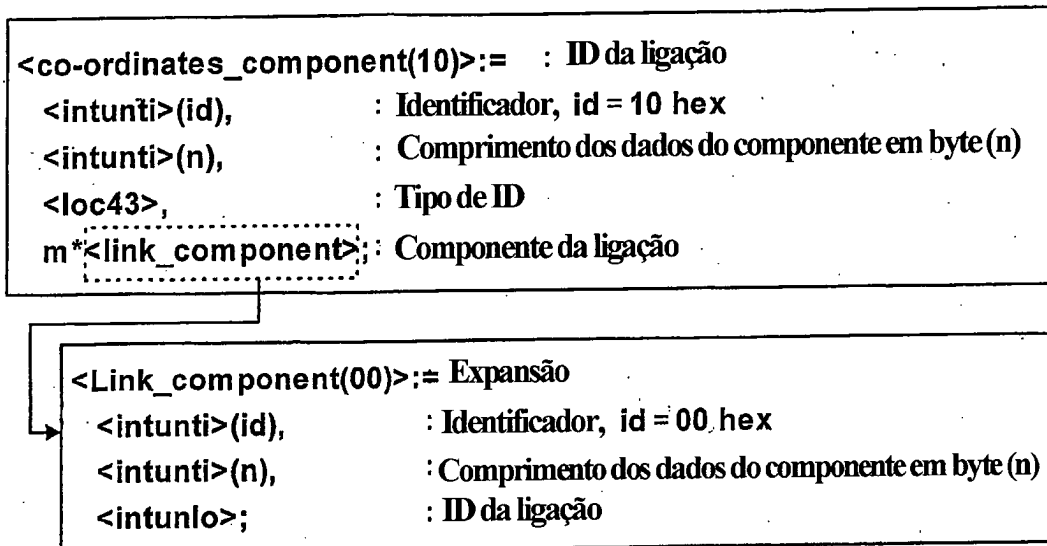 <co-ordinates_component(10)>:= : ID da ligação
<intunti>(id), : Identificador, id = 10 hex
<intunti>(n), : Comprimento dos dados do componente em byte (n)
<loc43>, : Tipo de ID
m*<link_component>; : Componente da ligação
<Link_component(00)>:= Expansão
<intunti>(id), : Identificador, id = 00 hex
<intunti>(n), : Comprimento dos dados do componente em byte (n)
<intunlo>; : ID da ligação